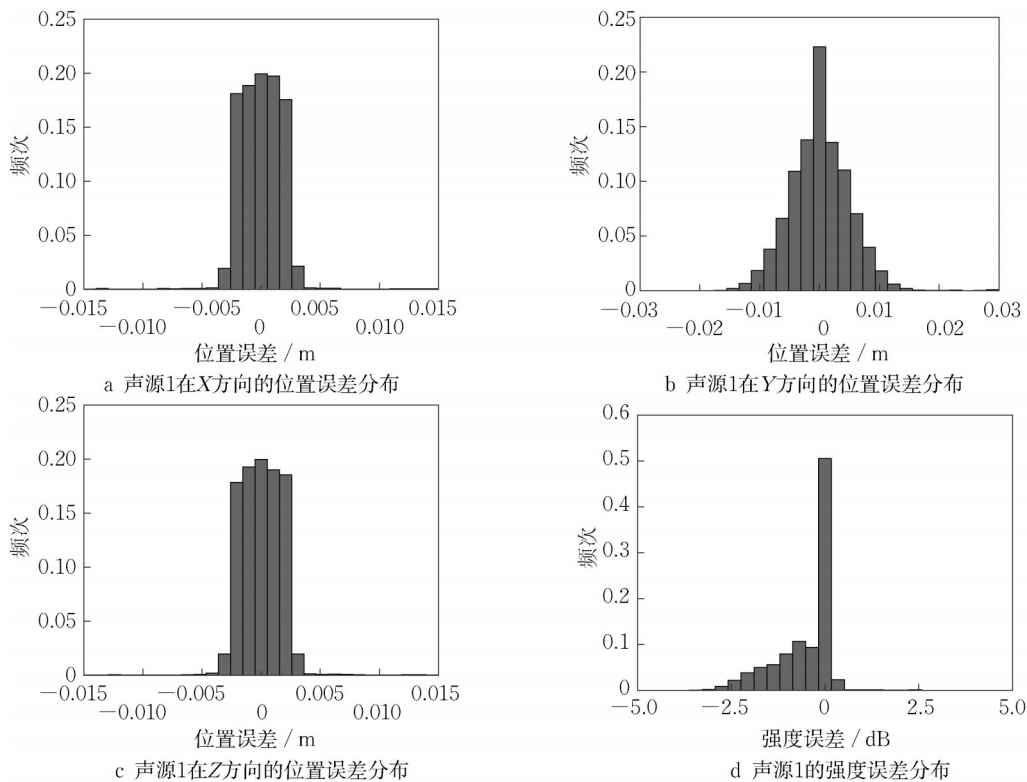 0.25
0.20
0.15
0.10
0.05
0
频次
-0.015 -0.005 0.005 0.015
-0.010 0 0.010
位置误差 / m
a 声源1在X方向的位置误差分布
0.25
0.20
0.15
0.10
0.05
0
频次
-0.03 -0.01 0.01 0.03
-0.02 0 0.02
位置误差 / m
b 声源1在Y方向的位置误差分布
0.25
0.20
0.15
0.10
0.05
0
频次
-0.015 -0.005 0.005 0.015
-0.010 0 0.010
位置误差 / m
c 声源1在Z方向的位置误差分布
0.6
0.5
0.4
0.3
0.2
0.1
0
频次
-5.0 -2.5 0 2.5 5.0
强度误差 / dB
d 声源1的强度误差分布